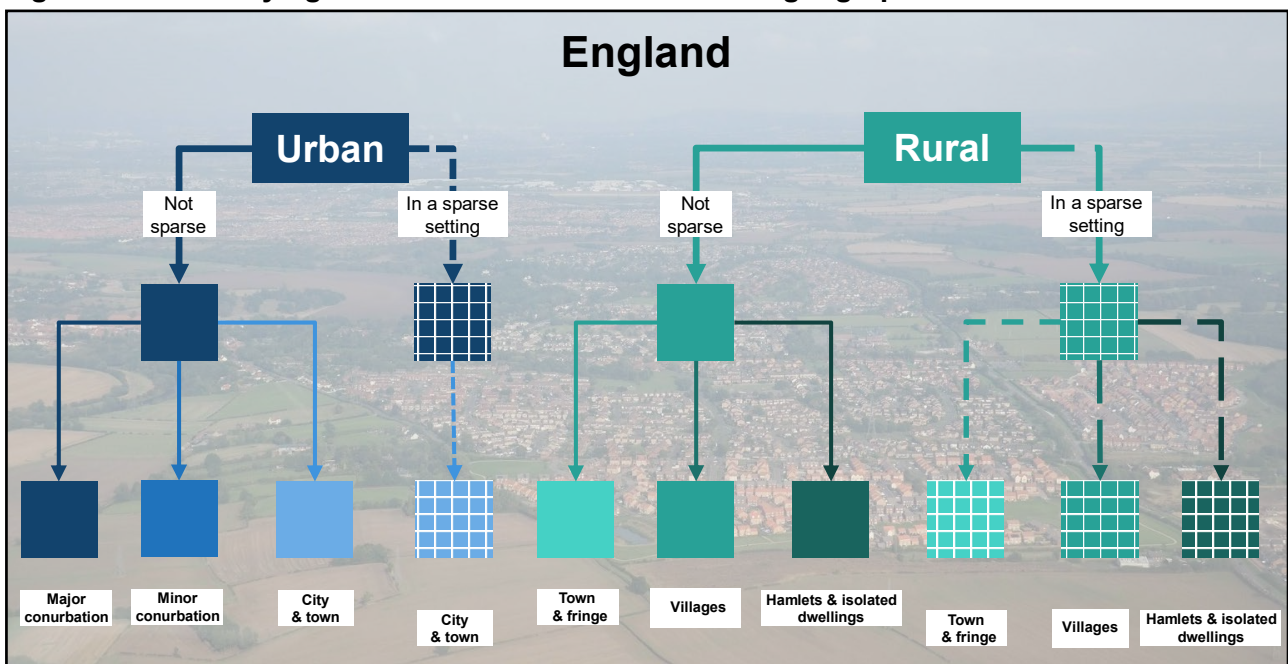 England
Urban
Rural
Not
sparse
In a sparse
setting
Not
sparse
In a sparse
setting
Major
conurbation
Minor
conurbation
City
& town
City
& town
Town
& fringe
Villages
Hamlets & isolated
dwellings
Town
& fringe
Villages
Hamlets & isolated
dwellings